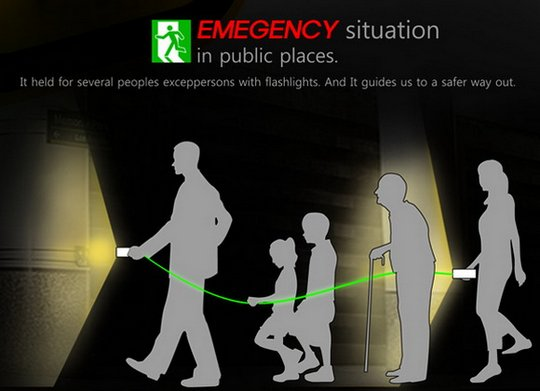 EMEGENCY situation
in public places.
It held for several peoples exceppersons with flashlights. And It guides us to a safer way out.